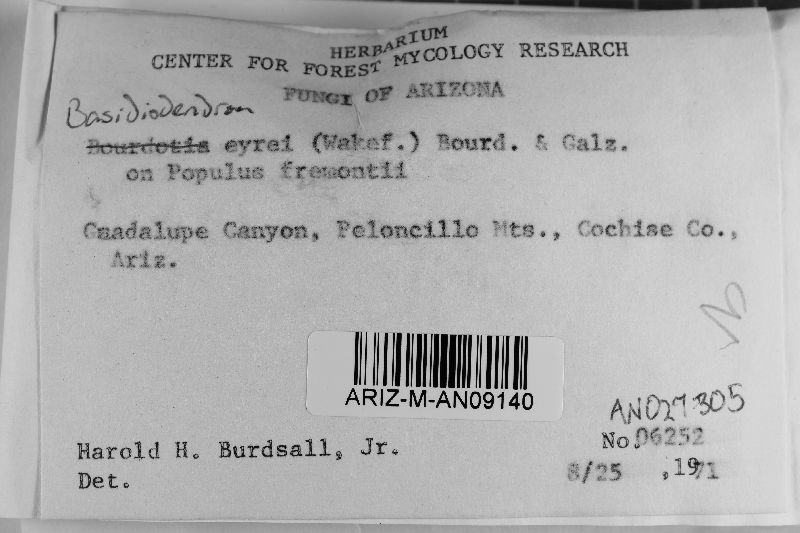 HERBARIUM
CENTER FOR FOREST MYCOLOGY RESEARCH
FUNGI OF ARIZONA
Basidiodendron
Bourdotia eyrei (Wakef.) Bourd. & Galz.
on Populus fremontii
Guadalupe Canyon, Peloncillo Mts., Cochise Co.,
Ariz.
ARIZ-M-AN09140
AN027305
No. 06252
Harold H. Burdsall, Jr.
8/25, 1971
Det.